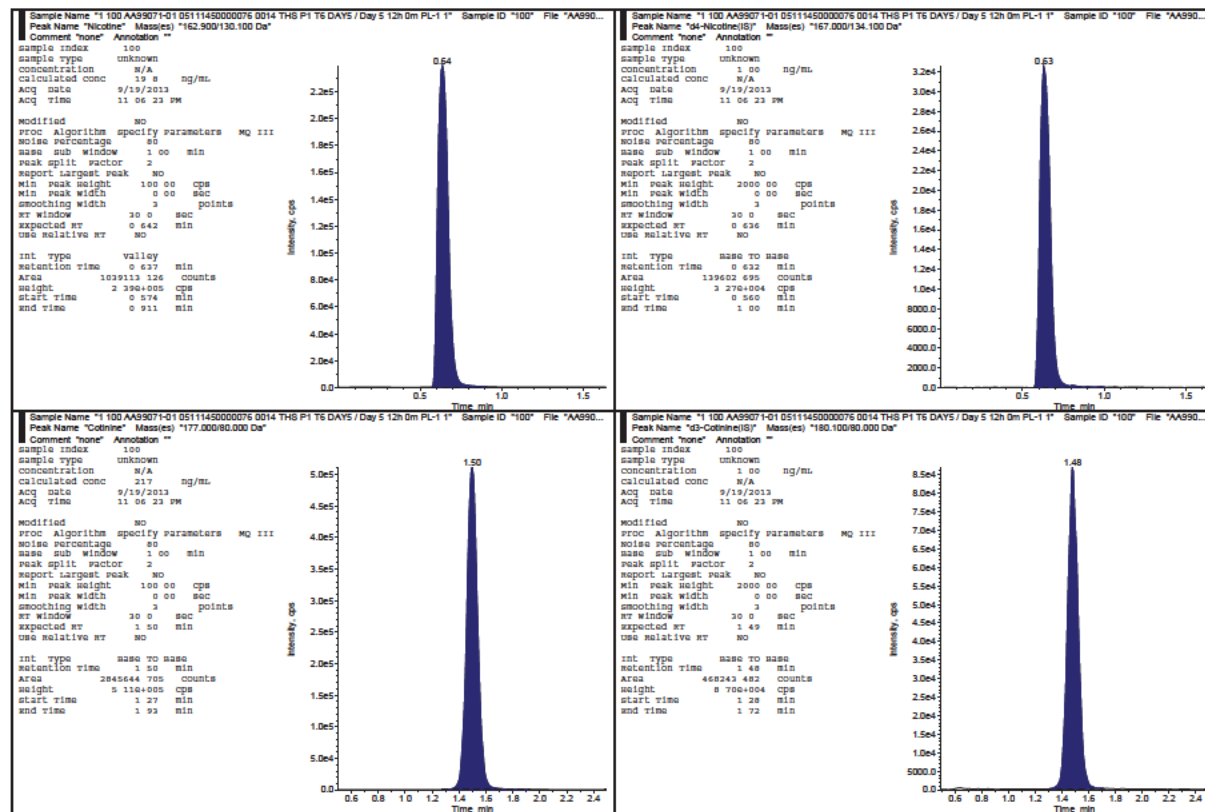 Sample Name "1 100 AA99071-01 05111450000076 0014 THS P1 T6 DAY5 / Day 5 12h 0m PL-1 1" Sample ID "100" File "AA990...
Peak Name "Nicotine" Mass(es) "162.900/130.100 Da"
Comment "none" Annotation ""
Sample Index 100
Sample Type Unknown
Concentration N/A
Calculated Conc 19 8 ng/mL
Acq Date 9/19/2013
Acq Time 11 06 23 PM
Modified No
Proc Algorithm Specify Parameters MQ III
Noise Percentage 80
Base Sub Window 1 00 min
Peak Split Factor 2
Report Largest Peak No
Min Peak Height 100 00 cps
Min Peak Width 0 00 sec
Smoothing Width 3 points
RT Window 30 0 sec
Expected RT 0 642 min
Use Relative RT No
Int Type Valley
Retention Time 0 637 min
Area 1039113 126 counts
Height 2 39e+005 cps
Start Time 0 574 min
End Time 0 911 min
0.64
Intensity, cps
2.2e5
2.0e5
1.8e5
1.6e5
1.4e5
1.2e5
1.0e5
8.0e4
6.0e4
4.0e4
2.0e4
0.0
0.5 1.0 1.5
Time, min
Sample Name "1 100 AA99071-01 05111450000076 0014 THS P1 T6 DAY5 / Day 5 12h 0m PL-1 1" Sample ID "100" File "AA990...
Peak Name "d4-Nicotine(IS)" Mass(es) "167.000/134.100 Da"
Comment "none" Annotation ""
Sample Index 100
Sample Type Unknown
Concentration 1 00 ng/mL
Calculated Conc N/A
Acq Date 9/19/2013
Acq Time 11 06 23 PM
Modified No
Proc Algorithm Specify Parameters MQ III
Noise Percentage 80
Base Sub Window 1 00 min
Peak Split Factor 2
Report Largest Peak No
Min Peak Height 2000 00 cps
Min Peak Width 0 00 sec
Smoothing Width 3 points
RT Window 30 0 sec
Expected RT 0 636 min
Use Relative RT No
Int Type Base To Base
Retention Time 0 632 min
Area 139602 695 counts
Height 3 27e+004 cps
Start Time 0 560 min
End Time 1 00 min
0.63
Intensity, cps
3.2e4
3.0e4
2.8e4
2.6e4
2.4e4
2.2e4
2.0e4
1.8e4
1.6e4
1.4e4
1.2e4
1.0e4
8000.0
6000.0
4000.0
2000.0
0.0
0.5 1.0 1.5
Time, min
Sample Name "1 100 AA99071-01 05111450000076 0014 THS P1 T6 DAY5 / Day 5 12h 0m PL-1 1" Sample ID "100" File "AA990...
Peak Name "Cotinine" Mass(es) "177.000/80.000 Da"
Comment "none" Annotation ""
Sample Index 100
Sample Type Unknown
Concentration N/A
Calculated Conc 217 ng/mL
Acq Date 9/19/2013
Acq Time 11 06 23 PM
Modified No
Proc Algorithm Specify Parameters MQ III
Noise Percentage 80
Base Sub Window 1 00 min
Peak Split Factor 2
Report Largest Peak No
Min Peak Height 100 00 cps
Min Peak Width 0 00 sec
Smoothing Width 3 points
RT Window 30 0 sec
Expected RT 1 50 min
Use Relative RT No
Int Type Base To Base
Retention Time 1 50 min
Area 2845644 705 counts
Height 5 11e+005 cps
Start Time 1 27 min
End Time 1 93 min
1.50
Intensity, cps
5.0e5
4.5e5
4.0e5
3.5e5
3.0e5
2.5e5
2.0e5
1.5e5
1.0e5
5.0e4
0.0
0.6 0.8 1.0 1.2 1.4 1.6 1.8 2.0 2.2 2.4
Time, min
Sample Name "1 100 AA99071-01 05111450000076 0014 THS P1 T6 DAY5 / Day 5 12h 0m PL-1 1" Sample ID "100" File "AA990...
Peak Name "d3-Cotinine(IS)" Mass(es) "180.100/80.000 Da"
Comment "none" Annotation ""
Sample Index 100
Sample Type Unknown
Concentration 1 00 ng/mL
Calculated Conc N/A
Acq Date 9/19/2013
Acq Time 11 06 23 PM
Modified No
Proc Algorithm Specify Parameters MQ III
Noise Percentage 80
Base Sub Window 1 00 min
Peak Split Factor 2
Report Largest Peak No
Min Peak Height 2000 00 cps
Min Peak Width 0 00 sec
Smoothing Width 3 points
RT Window 30 0 sec
Expected RT 1 49 min
Use Relative RT No
Int Type Base To Base
Retention Time 1 48 min
Area 468243 482 counts
Height 8 70e+004 cps
Start Time 1 28 min
End Time 1 72 min
1.48
Intensity, cps
8.5e4
8.0e4
7.5e4
7.0e4
6.5e4
6.0e4
5.5e4
5.0e4
4.5e4
4.0e4
3.5e4
3.0e4
2.5e4
2.0e4
1.5e4
1.0e4
5000.0
0.0
0.6 0.8 1.0 1.2 1.4 1.6 1.8 2.0 2.2 2.4
Time, min